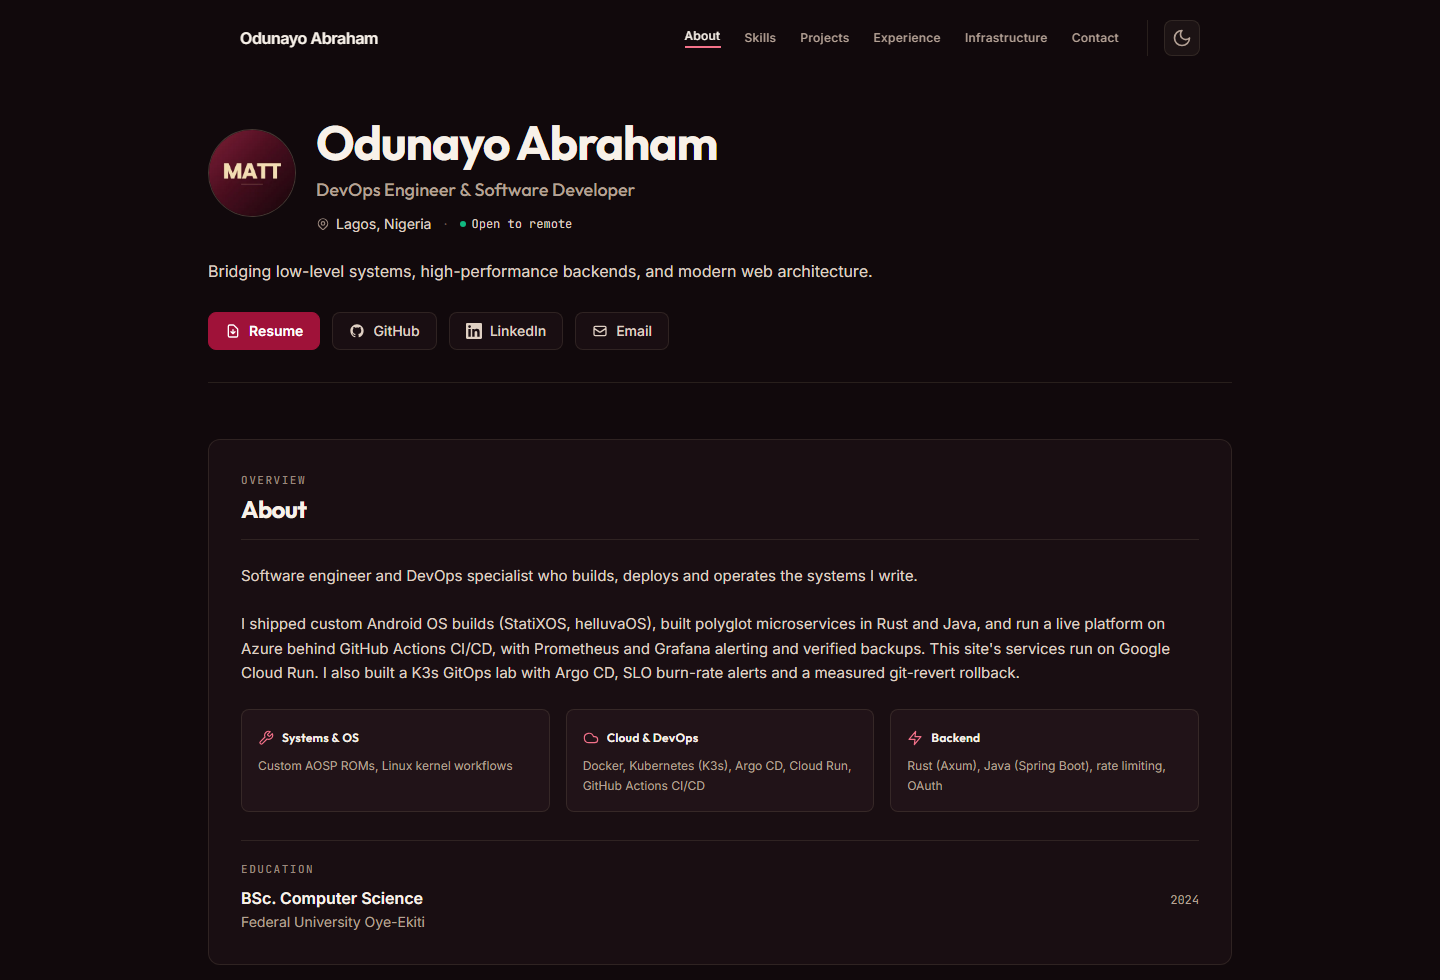 Odunayo Abraham
About
Skills
Projects
Experience
Infrastructure
Contact
MATT
Odunayo Abraham
DevOps Engineer & Software Developer
Lagos, Nigeria · Open to remote
Bridging low-level systems, high-performance backends, and modern web architecture.
Resume
GitHub
LinkedIn
Email
OVERVIEW
About
Software engineer and DevOps specialist who builds, deploys and operates the systems I write.
I shipped custom Android OS builds (StatiXOS, helluvaOS), built polyglot microservices in Rust and Java, and run a live platform on
Azure behind GitHub Actions CI/CD, with Prometheus and Grafana alerting and verified backups. This site's services run on Google
Cloud Run. I also built a K3s GitOps lab with Argo CD, SLO burn-rate alerts and a measured git-revert rollback.
Systems & OS
Custom AOSP ROMs, Linux kernel workflows
Cloud & DevOps
Docker, Kubernetes (K3s), Argo CD, Cloud Run,
GitHub Actions CI/CD
Backend
Rust (Axum), Java (Spring Boot), rate limiting,
OAuth
EDUCATION
BSc. Computer Science
2024
Federal University Oye-Ekiti